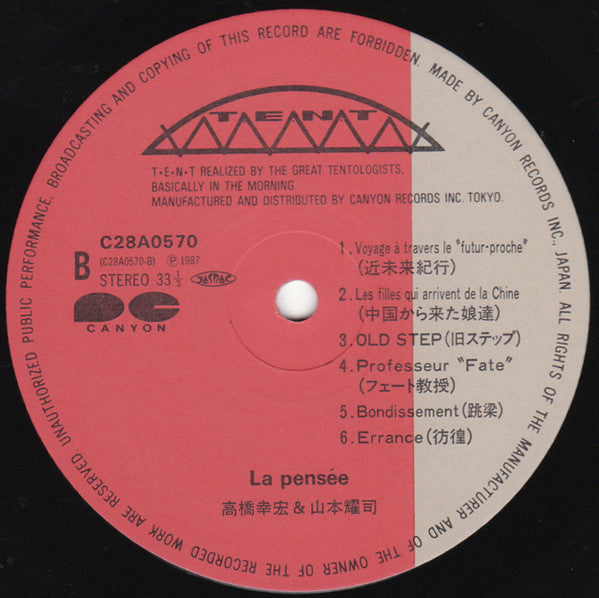 UNAUTHORIZED PUBLIC PERFORMANCE, BROADCASTING AND COPYING OF THIS RECORD ARE FORBIDDEN. MADE BY CANYON RECORDS INC., JAPAN. ALL RIGHTS OF THE MANUFACTURER AND OF THE OWNER OF THE RECORDED WORK ARE RESERVED.
TENT
T・E・N・T REALIZED BY THE GREAT TENTOLOGISTS,
BASICALLY IN THE MORNING.
MANUFACTURED AND DISTRIBUTED BY CANYON RECORDS INC. TOKYO.
C28A0570
B (C28A0570-B) Ⓟ 1987
STEREO 33 1/3 JASRAC
CANYON
1. Voyage à travers le "futur-proche"
(近未来紀行)
2. Les filles qui arrivent de la Chine
(中国から来た娘達)
3. OLD STEP(旧ステップ)
4. Professeur "Fate"
(フェート教授)
5. Bondissement(跳梁)
6. Errance(彷徨)
La pensée
高橋幸宏&山本耀司